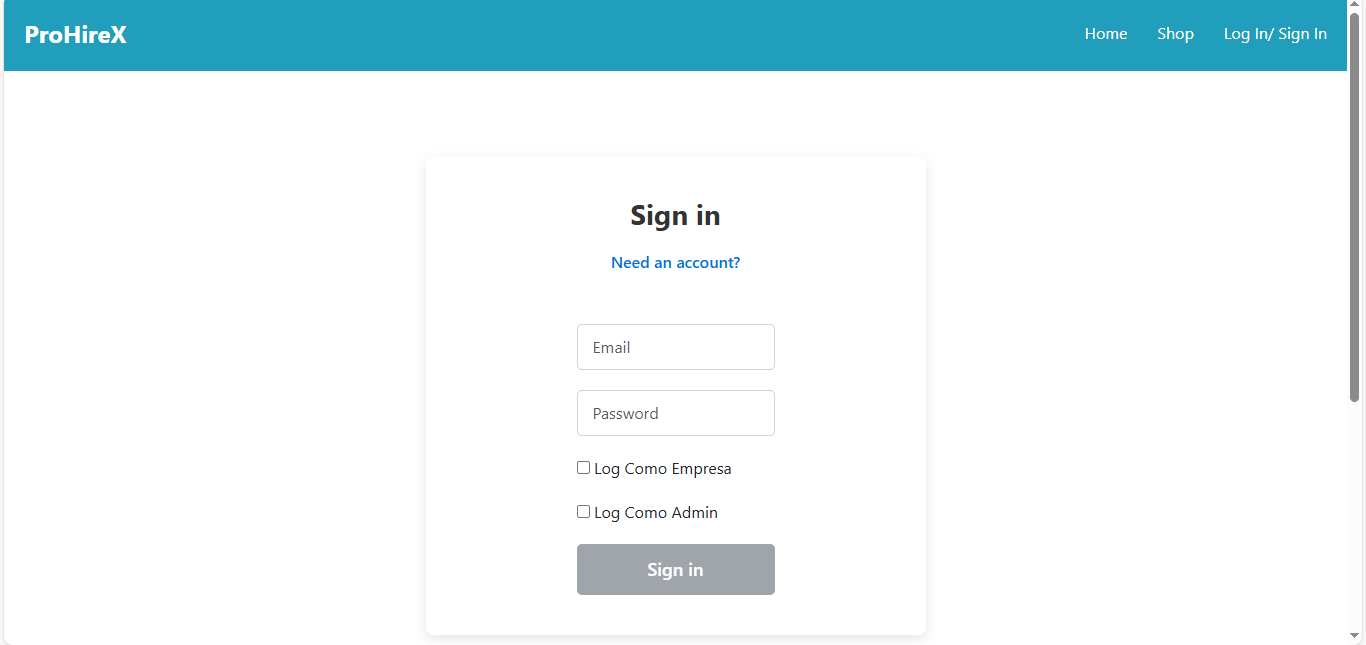 ProHireX
Home Shop Log In/ Sign In
Sign in
Need an account?
Email
Password
Log Como Empresa
Log Como Admin
Sign in